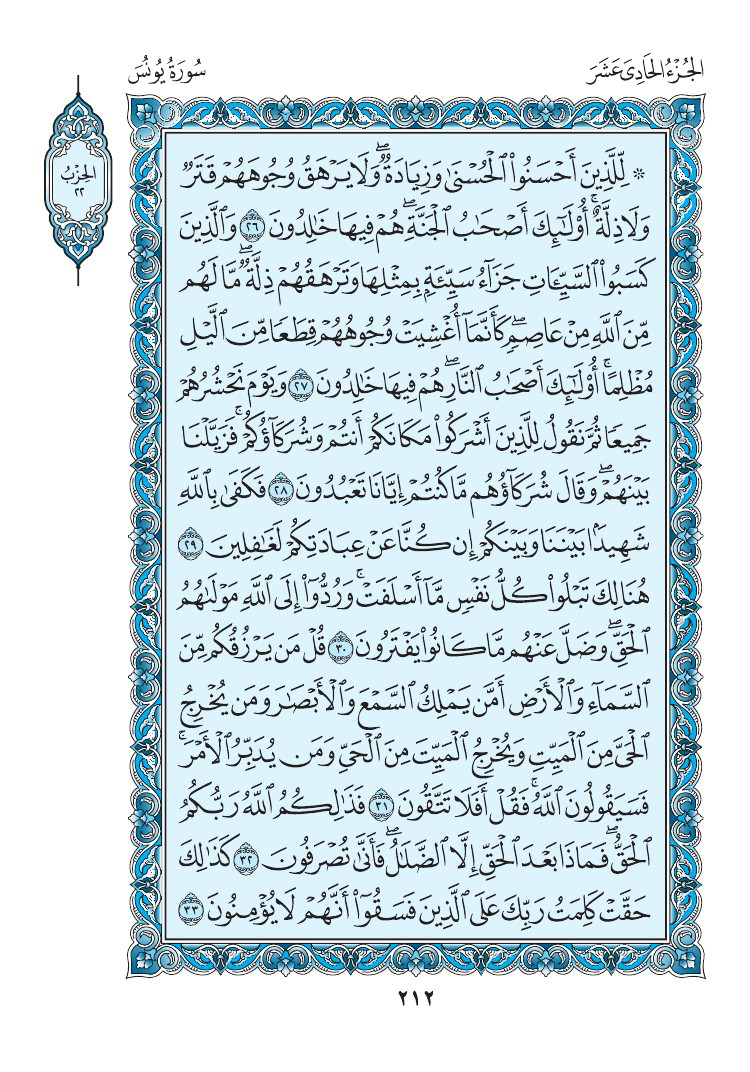 الجُزْءُ الحَادِىَ عَشَرَ
سُورَةُ يُونُسَ
الحِزْبُ
٢٢
۞ لِّلَّذِينَ أَحْسَنُوا۟ ٱلْحُسْنَىٰ وَزِيَادَةٌ ۖ وَلَا يَرْهَقُ وُجُوهَهُمْ قَتَرٌ
وَلَا ذِلَّةٌ ۚ أُو۟لَـٰٓئِكَ أَصْحَـٰبُ ٱلْجَنَّةِ ۖ هُمْ فِيهَا خَـٰلِدُونَ ٢٦ وَٱلَّذِينَ
كَسَبُوا۟ ٱلسَّيِّـَٔاتِ جَزَآءُ سَيِّئَةٍۭ بِمِثْلِهَا وَتَرْهَقُهُمْ ذِلَّةٌ ۖ مَّا لَهُم
مِّنَ ٱللَّهِ مِنْ عَاصِمٍ ۖ كَأَنَّمَآ أُغْشِيَتْ وُجُوهُهُمْ قِطَعًا مِّنَ ٱلَّيْلِ
مُظْلِمًا ۚ أُو۟لَـٰٓئِكَ أَصْحَـٰبُ ٱلنَّارِ ۖ هُمْ فِيهَا خَـٰلِدُونَ ٢٧ وَيَوْمَ نَحْشُرُهُمْ
جَمِيعًا ثُمَّ نَقُولُ لِلَّذِينَ أَشْرَكُوا۟ مَكَانَكُمْ أَنتُمْ وَشُرَكَآؤُكُمْ ۚ فَزَيَّلْنَا
بَيْنَهُمْ ۖ وَقَالَ شُرَكَآؤُهُم مَّا كُنتُمْ إِيَّانَا تَعْبُدُونَ ٢٨ فَكَفَىٰ بِٱللَّهِ
شَهِيدًۢا بَيْنَنَا وَبَيْنَكُمْ إِن كُنَّا عَنْ عِبَادَتِكُمْ لَغَـٰفِلِينَ ٢٩
هُنَالِكَ تَبْلُوا۟ كُلُّ نَفْسٍ مَّآ أَسْلَفَتْ ۚ وَرُدُّوٓا۟ إِلَى ٱللَّهِ مَوْلَىٰهُمُ
ٱلْحَقِّ ۖ وَضَلَّ عَنْهُم مَّا كَانُوا۟ يَفْتَرُونَ ٣٠ قُلْ مَن يَرْزُقُكُم مِّنَ
ٱلسَّمَآءِ وَٱلْأَرْضِ أَمَّن يَمْلِكُ ٱلسَّمْعَ وَٱلْأَبْصَـٰرَ وَمَن يُخْرِجُ
ٱلْحَىَّ مِنَ ٱلْمَيِّتِ وَيُخْرِجُ ٱلْمَيِّتَ مِنَ ٱلْحَىِّ وَمَن يُدَبِّرُ ٱلْأَمْرَ ۚ
فَسَيَقُولُونَ ٱللَّهُ ۚ فَقُلْ أَفَلَا تَتَّقُونَ ٣١ فَذَٰلِكُمُ ٱللَّهُ رَبُّكُمُ
ٱلْحَقُّ ۖ فَمَاذَا بَعْدَ ٱلْحَقِّ إِلَّا ٱلضَّلَـٰلُ ۖ فَأَنَّىٰ تُصْرَفُونَ ٣٢ كَذَٰلِكَ
حَقَّتْ كَلِمَتُ رَبِّكَ عَلَى ٱلَّذِينَ فَسَقُوٓا۟ أَنَّهُمْ لَا يُؤْمِنُونَ ٣٣
٢١٢